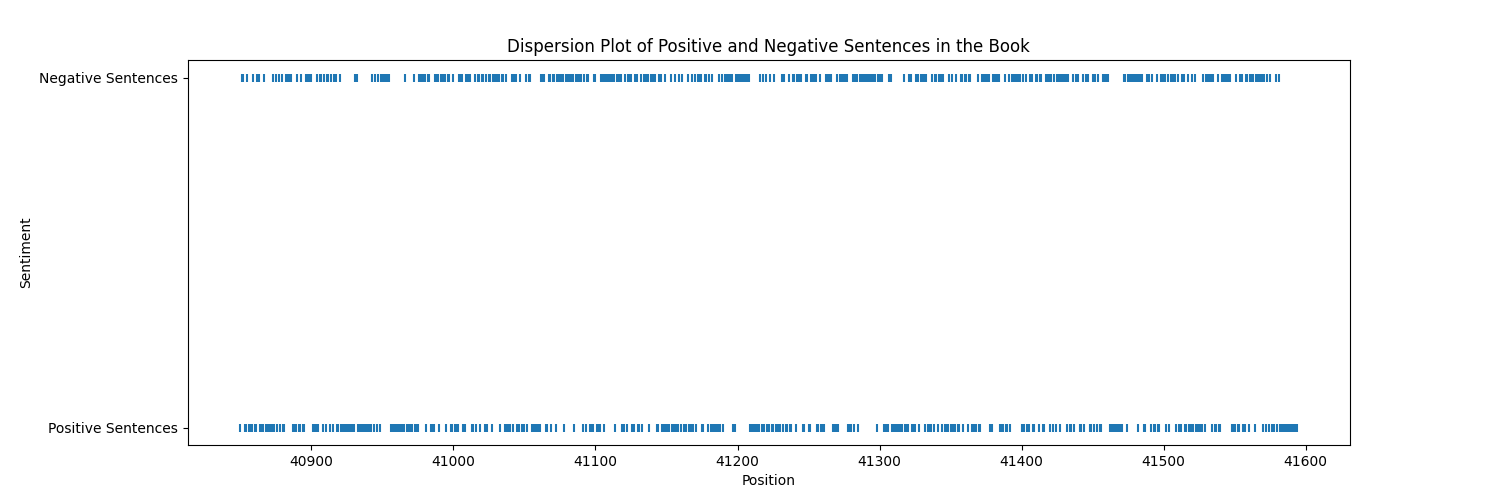 Dispersion Plot of Positive and Negative Sentences in the Book
Negative Sentences
Sentiment
Positive Sentences
40900 41000 41100 41200 41300 41400 41500 41600
Position